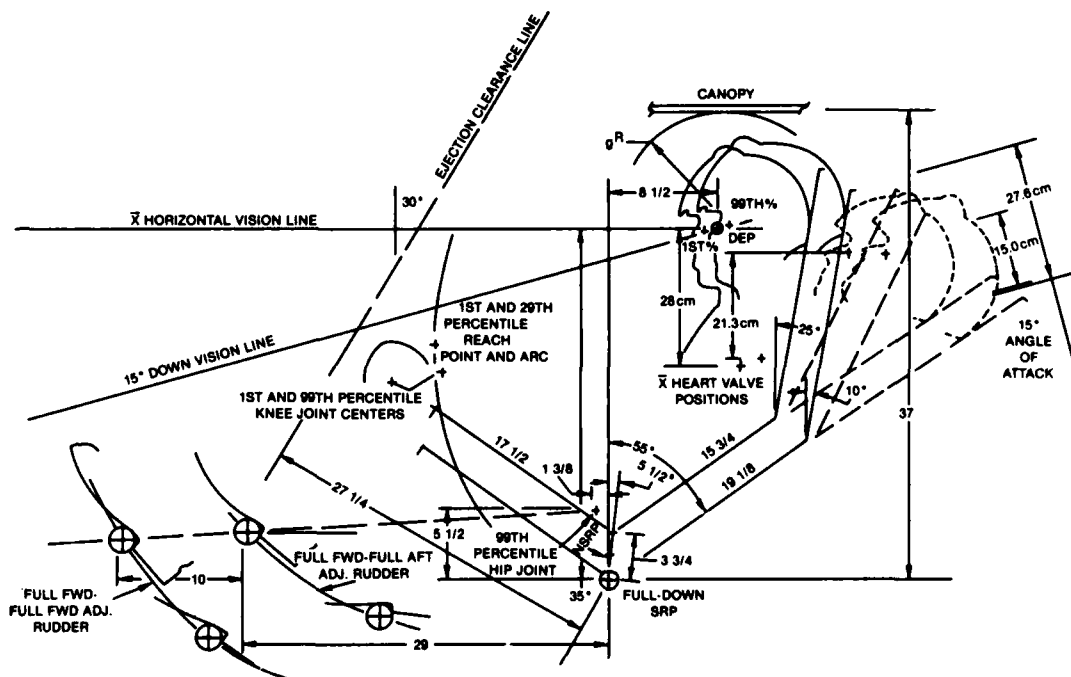 CANOPY
EJECTION CLEARANCE LINE
gR
8 1/2
27.6cm
30°
X̄ HORIZONTAL VISION LINE
99TH%
DEP
1ST%
15.0cm
28cm
21.3cm
1ST AND 29TH
PERCENTILE
REACH
POINT AND ARC
25°
15°
ANGLE
OF
ATTACK
15° DOWN VISION LINE
X̄ HEART VALVE
POSITIONS
1ST AND 99TH PERCENTILE
KNEE JOINT CENTERS
10°
37
17 1/2
55°
15 3/4
1 3/8
5 1/2°
19 1/8
27 1/4
5 1/2
99TH
PERCENTILE
HIP JOINT
NSRP
3 3/4
FULL FWD-FULL AFT
ADJ. RUDDER
10
FULL FWD-
FULL FWD ADJ.
RUDDER
35°
FULL-DOWN
SRP
29